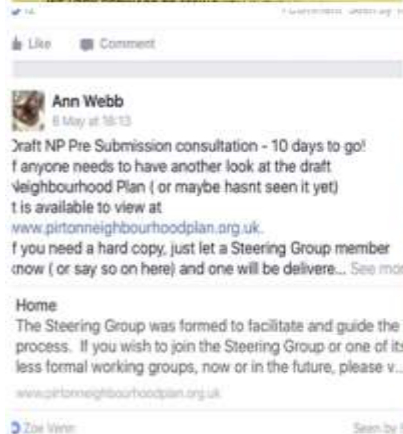 Like Comment
Ann Webb
6 May at 18:13
Draft NP Pre Submission consultation - 10 days to go!
f anyone needs to have another look at the draft
Neighbourhood Plan ( or maybe hasnt seen it yet)
t is available to view at
www.pirtonneighbourhoodplan.org.uk.
f you need a hard copy, just let a Steering Group member
know ( or say so on here) and one will be delivere... See mor
Home
The Steering Group was formed to facilitate and guide the
process. If you wish to join the Steering Group or one of its
less formal working groups, now or in the future, please v...
www.pirtonneighbourhoodplan.org.uk
Zoe Venn Seen by